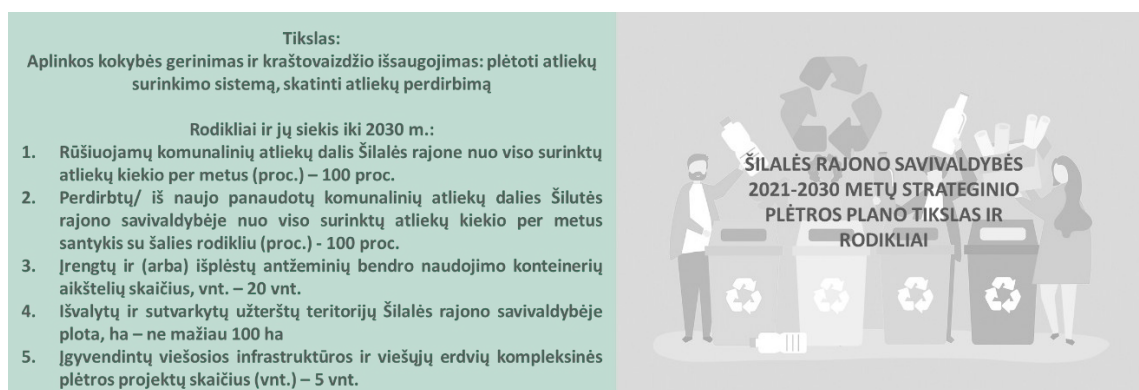 Tikslas:
Aplinkos kokybės gerinimas ir kraštovaizdžio išsaugojimas: plėtoti atliekų
surinkimo sistemą, skatinti atliekų perdirbimą
Rodikliai ir jų siekis iki 2030 m.:
1. Rūšiuojamų komunalinių atliekų dalis Šilalės rajone nuo viso surinktų
atliekų kiekio per metus (proc.) – 100 proc.
2. Perdirbtų/ iš naujo panaudotų komunalinių atliekų dalies Šilutės
rajono savivaldybėje nuo viso surinktų atliekų kiekio per metus
santykis su šalies rodikliu (proc.) - 100 proc.
3. Įrengtų ir (arba) išplėstų antžeminių bendro naudojimo konteinerių
aikštelių skaičius, vnt. – 20 vnt.
4. Išvalytų ir sutvarkytų užterštų teritorijų Šilalės rajono savivaldybėje
plota, ha – ne mažiau 100 ha
5. Įgyvendintų viešosios infrastruktūros ir viešųjų erdvių kompleksinės
plėtros projektų skaičius (vnt.) – 5 vnt.
ŠILALĖS RAJONO SAVIVALDYBĖS
2021-2030 METŲ STRATEGINIO
PLĖTROS PLANO TIKSLAS IR
RODIKLIAI